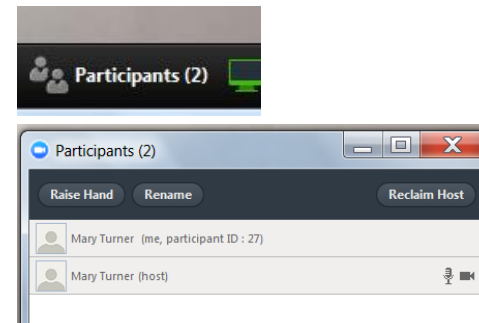 Participants (2)
Participants (2)
Raise Hand Rename Reclaim Host
Mary Turner (me, participant ID : 27)
Mary Turner (host)